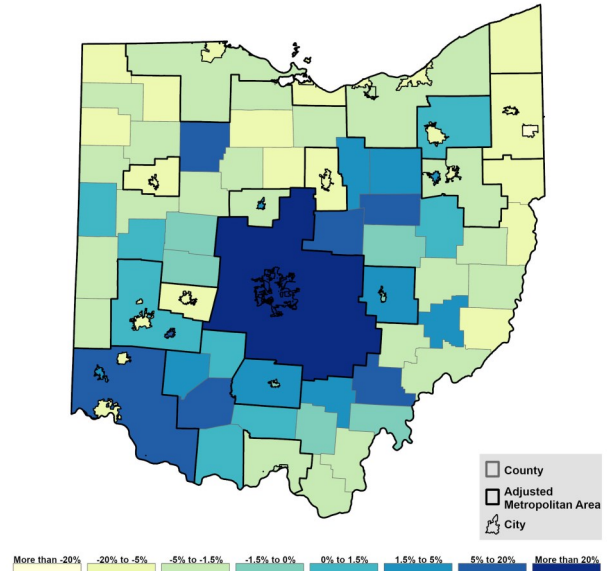 County
Adjusted
Metropolitan Area
City
More than -20% -20% to -5% -5% to -1.5% -1.5% to 0% 0% to 1.5% 1.5% to 5% 5% to 20% More than 20%